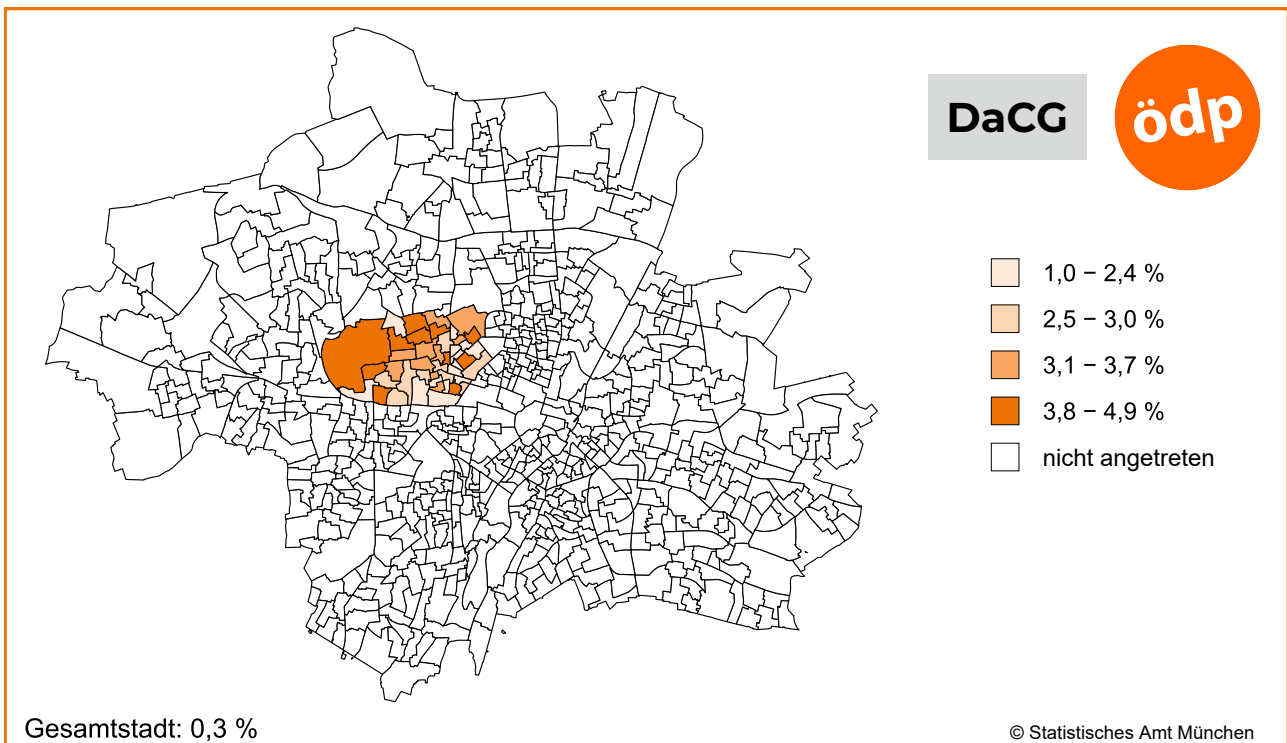 DaCG
ödp
1,0 − 2,4 %
2,5 − 3,0 %
3,1 − 3,7 %
3,8 − 4,9 %
nicht angetreten
Gesamtstadt: 0,3 %
© Statistisches Amt München